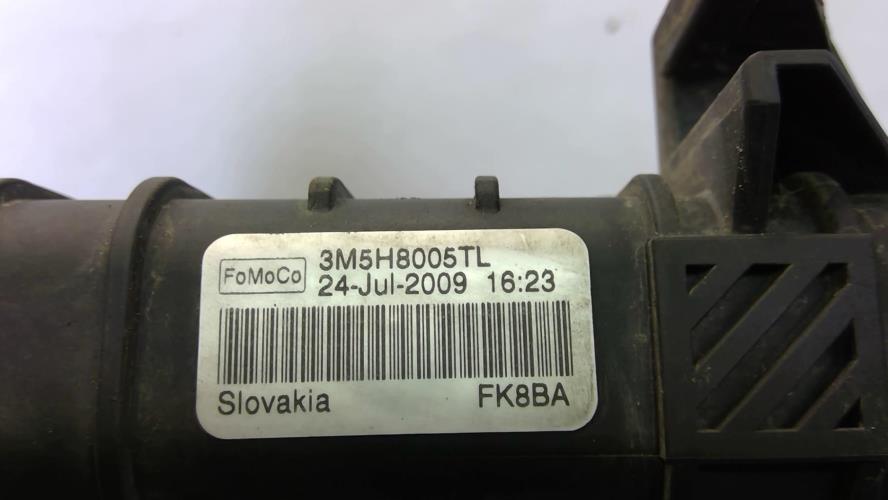 FoMoCo
3M5H8005TL
24-Jul-2009 16:23
Slovakia FK8BA